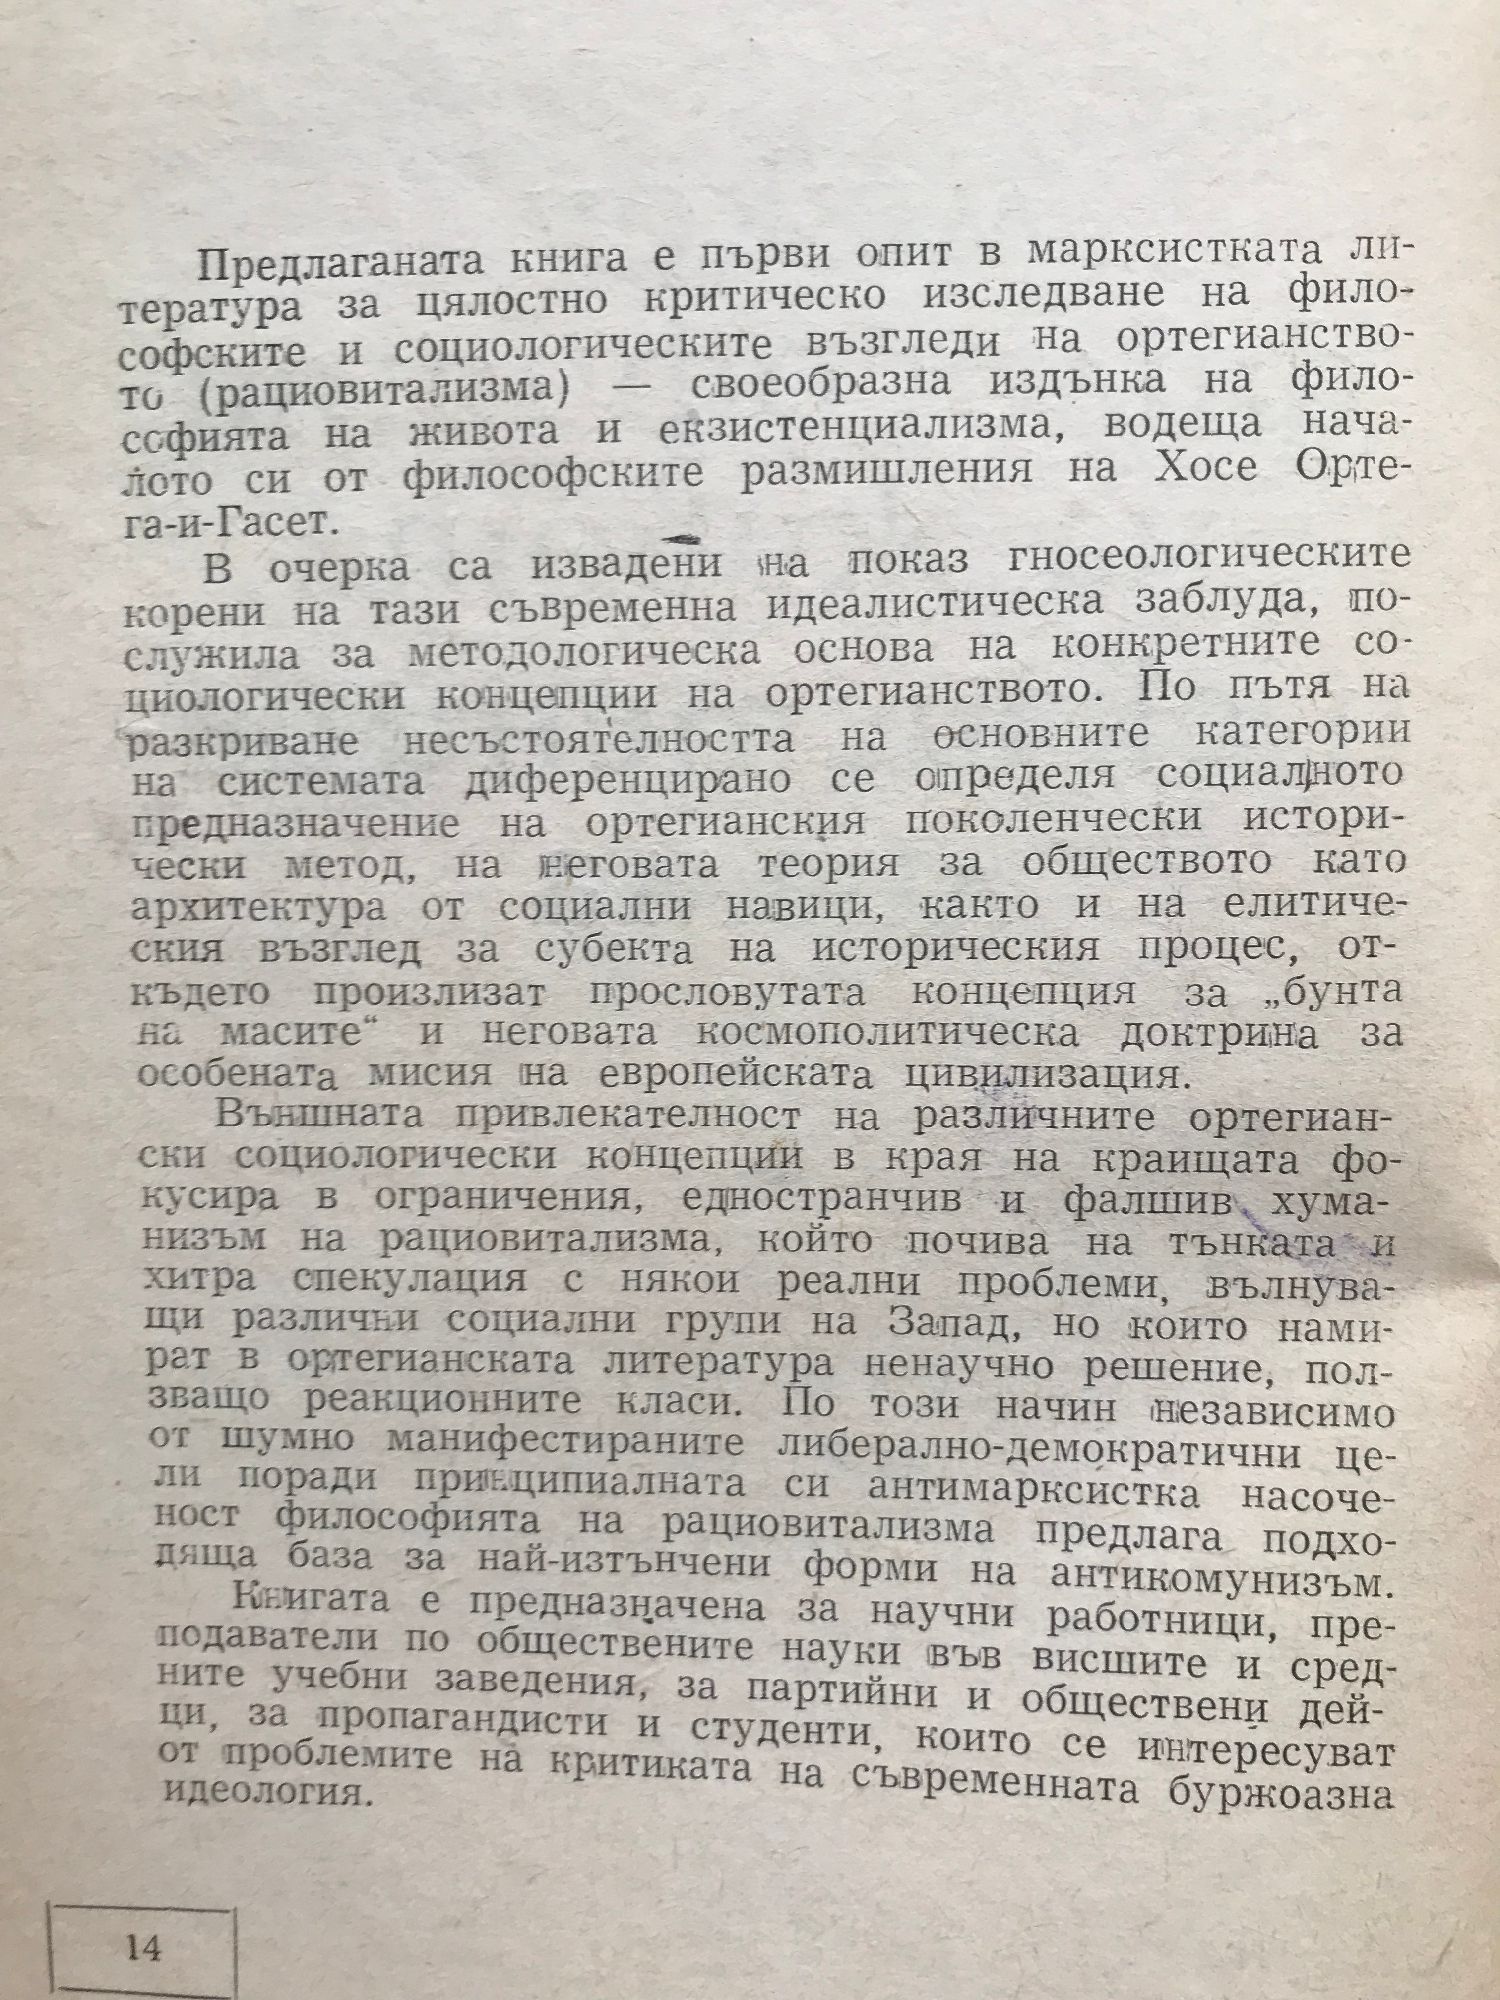 Предлаганата книга е първи опит в марксистката ли-
тература за цялостно критическо изследване на фило-
софските и социологическите възгледи на ортегианство-
то (рациовитализма) — своеобразна издънка на фило-
софията на живота и екзистенциализма, водеща нача-
лото си от философските размишления на Хосе Орте-
га-и-Гасет.
В очерка са извадени на показ гносеологическите
корени на тази съвременна идеалистическа заблуда, по-
служила за методологическа основа на конкретните со-
циологически концепции на ортегианството. По пътя на
разкриване несъстоятелността на основните категории
на системата диференцирано се определя социалното
предназначение на ортегианския поколенчески истори-
чески метод, на неговата теория за обществото като
архитектура от социални навици, както и на елитиче-
ския възглед за субекта на историческия процес, от-
където произлизат прословутата концепция за „бунта
на масите“ и неговата космополитическа доктрина за
особената мисия на европейската цивилизация.
Външната привлекателност на различните ортегиан-
ски социологически концепции в края на краищата фо-
кусира в ограничения, едностранчив и фалшив хума-
низъм на рациовитализма, който почива на тънката и
хитра спекулация с някои реални проблеми, вълнува-
щи различни социални групи на Запад, но които нами-
рат в ортегианската литература ненаучно решение, пол-
зващо реакционните класи. По този начин независимо
от шумно манифестираните либерално-демократични це-
ли поради принципиалната си антимарксистка насоче-
ност философията на рациовитализма предлага подхо-
дяща база за най-изтънчени форми на антикомунизъм.
Книгата е предназначена за научни работници, пре-
подаватели по обществените науки във висшите и сред-
ните учебни заведения, за партийни и обществени дей-
ци, за пропагандисти и студенти, които се интересуват
от проблемите на критиката на съвременната буржоазна
идеология.
14